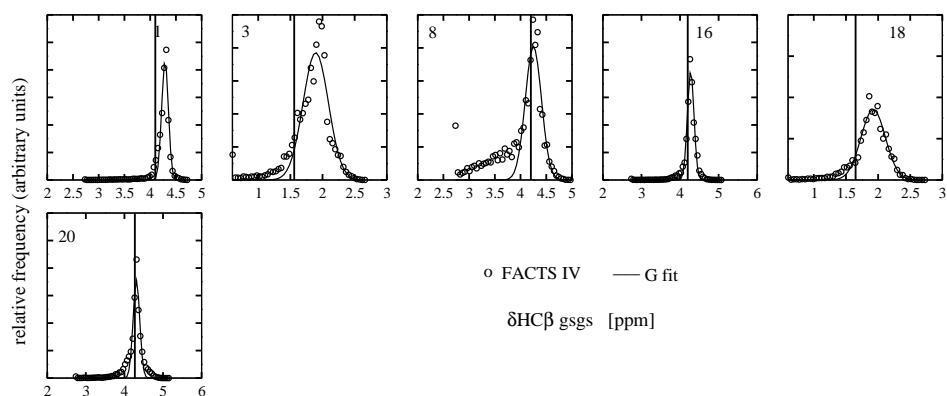 1
3
8
16
18
2 2.5 3 3.5 4 4.5 5
1 1.5 2 2.5 3
2 2.5 3 3.5 4 4.5 5
2 3 4 5 6
1 1.5 2 2.5 3
relative frequency (arbitrary units)
20
2 3 4 5 6
FACTS IV
G fit
δHCβ gsgs [ppm]